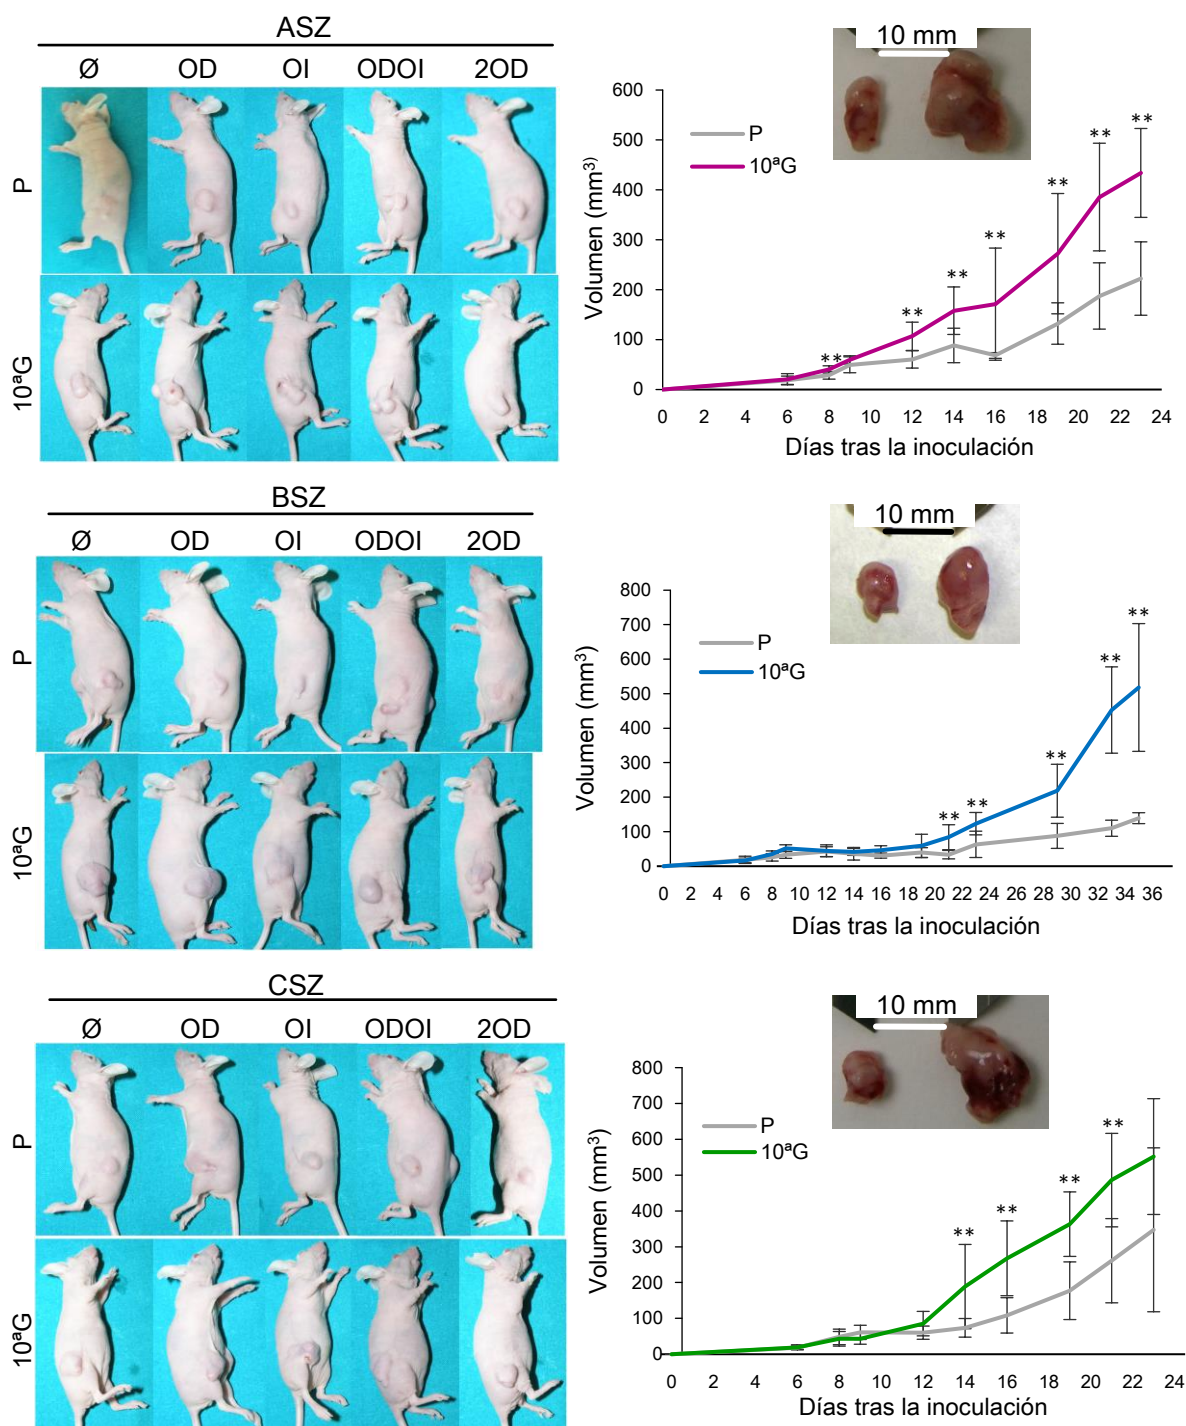 ASZ
Ø OD OI ODOI 2OD
P
10ªG
10 mm
P
10ªG
Volumen (mm³)
600
500
400
300
200
100
0
** ** ** ** ** ** **
0 2 4 6 8 10 12 14 16 18 20 22 24
Días tras la inoculación
BSZ
Ø OD OI ODOI 2OD
P
10ªG
10 mm
P
10ªG
Volumen (mm³)
800
700
600
500
400
300
200
100
0
** ** ** ** **
0 2 4 6 8 10 12 14 16 18 20 22 24 26 28 30 32 34 36
Días tras la inoculación
CSZ
Ø OD OI ODOI 2OD
P
10ªG
10 mm
P
10ªG
Volumen (mm³)
800
700
600
500
400
300
200
100
0
** ** ** **
0 2 4 6 8 10 12 14 16 18 20 22 24
Días tras la inoculación